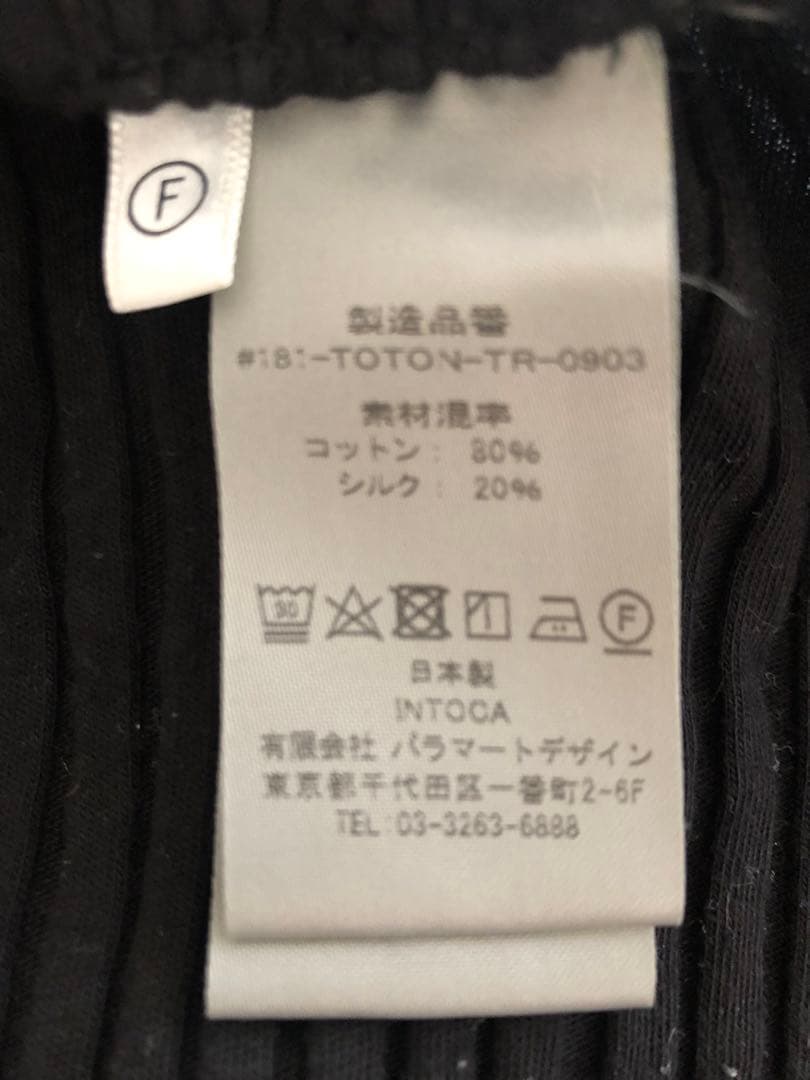 F
製造品番
#181-TOTON-TR-0903
素材混率
コットン: 80%
シルク: 20%
30
F
日本製
INTOCA
有限会社 パラマートデザイン
東京都千代田区一番町2-6F
TEL:03-3263-6888